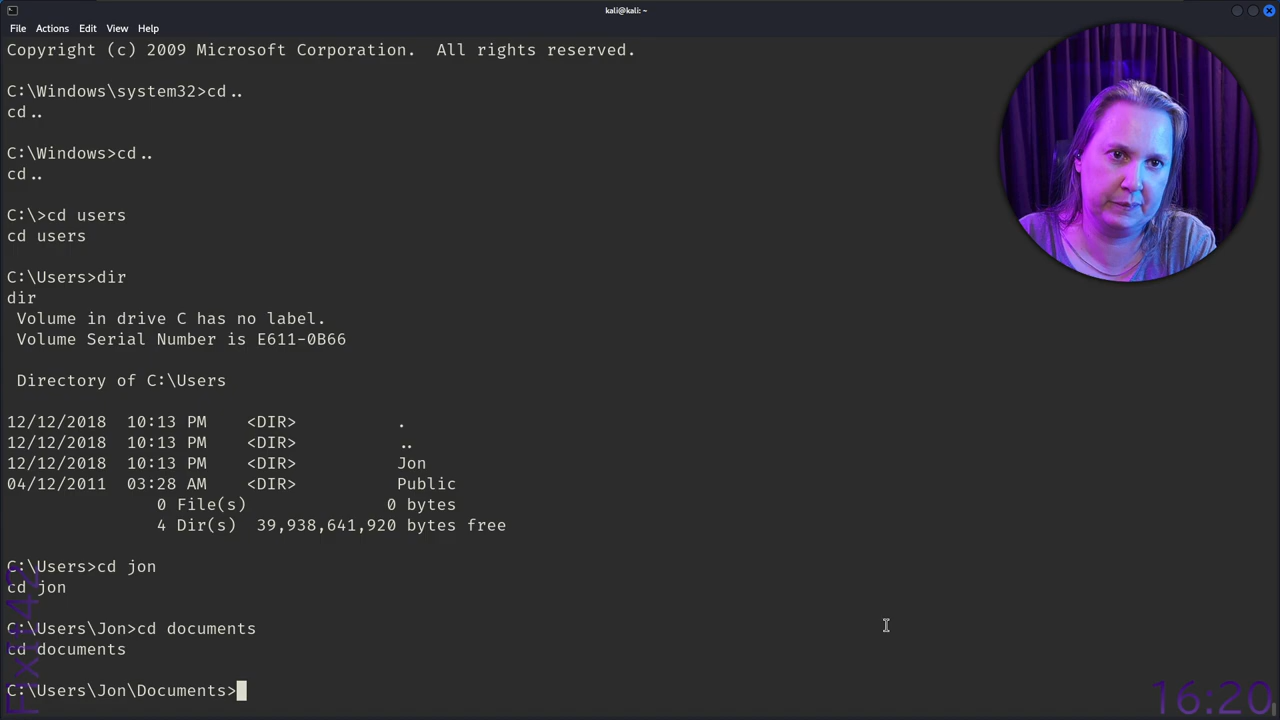 kali@kali: ~
File Actions Edit View Help
Copyright (c) 2009 Microsoft Corporation.  All rights reserved.
C:\Windows\system32>cd..
cd..
C:\Windows>cd..
cd..
C:\>cd users
cd users
C:\Users>dir
dir
 Volume in drive C has no label.
 Volume Serial Number is E611-0B66
 Directory of C:\Users
12/12/2018  10:13 PM    <DIR>          .
12/12/2018  10:13 PM    <DIR>          ..
12/12/2018  10:13 PM    <DIR>          Jon
04/12/2011  03:28 AM    <DIR>          Public
               0 File(s)              0 bytes
               4 Dir(s)  39,938,641,920 bytes free
C:\Users>cd jon
cd jon
C:\Users\Jon>cd documents
cd documents
C:\Users\Jon\Documents>
16:20